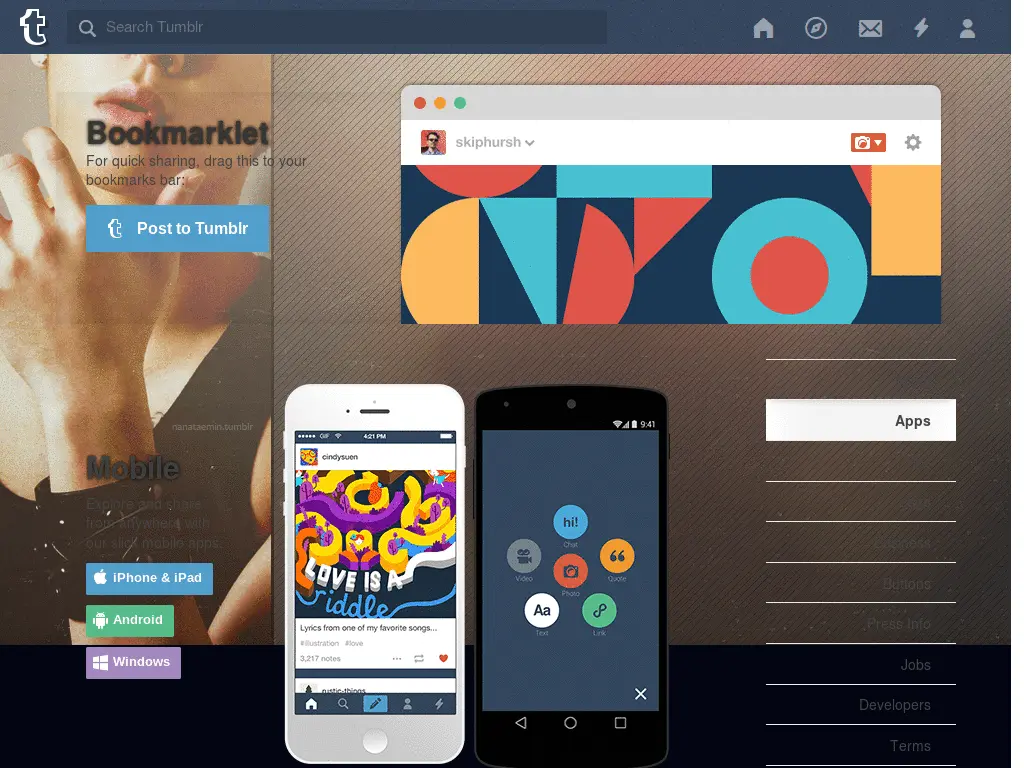 Search Tumblr
Bookmarklet
For quick sharing, drag this to your
bookmarks bar:
Post to Tumblr
skiphursh
nanataemin.tumblr
Mobile
Explore and create
from anywhere with
our slick mobile apps.
iPhone & iPad
Android
Windows
GIF
4:21 PM
cindysuen
LOVE IS A
riddle
Lyrics from one of my favorite songs...
#illustration #love
3,217 notes
rustic-things
9:41
hi!
Chat
Video
Quote
Photo
Aa
Text
Link
Apps
Buttons
Press Info
Jobs
Developers
Terms